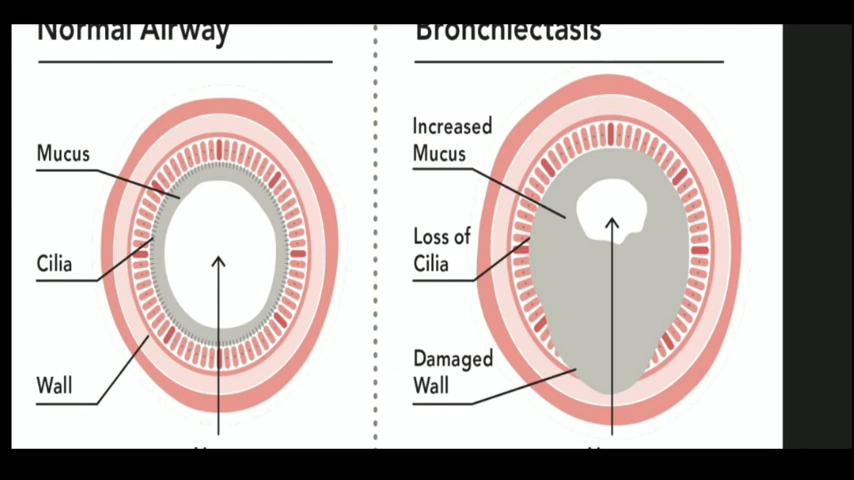 Normal Airway
Mucus
Cilia
Wall
Bronchiectasis
Increased
Mucus
Loss of
Cilia
Damaged
Wall